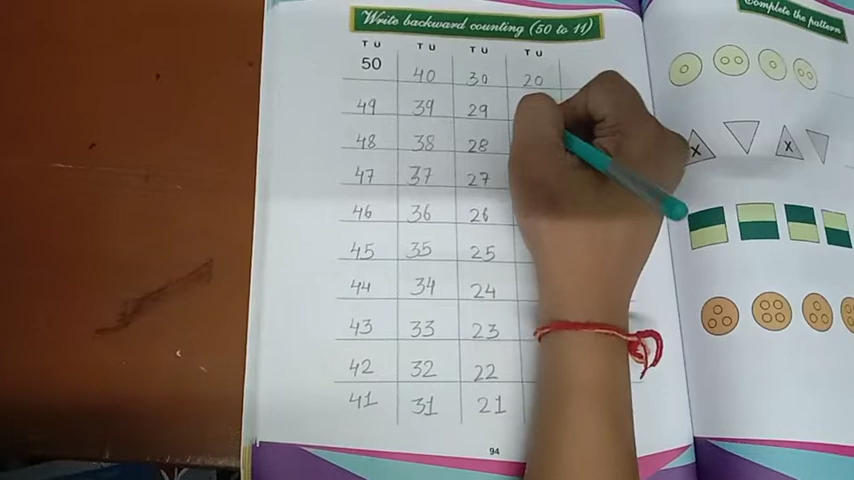 Write backward counting (50 to 11)
T U T U T U T U
50 40 30 20
49 39 29
48 38 28
47 37 27
46 36 26
45 35 25
44 34 24
43 33 23
42 32 22
41 31 21
94
Complete the pattern
x x